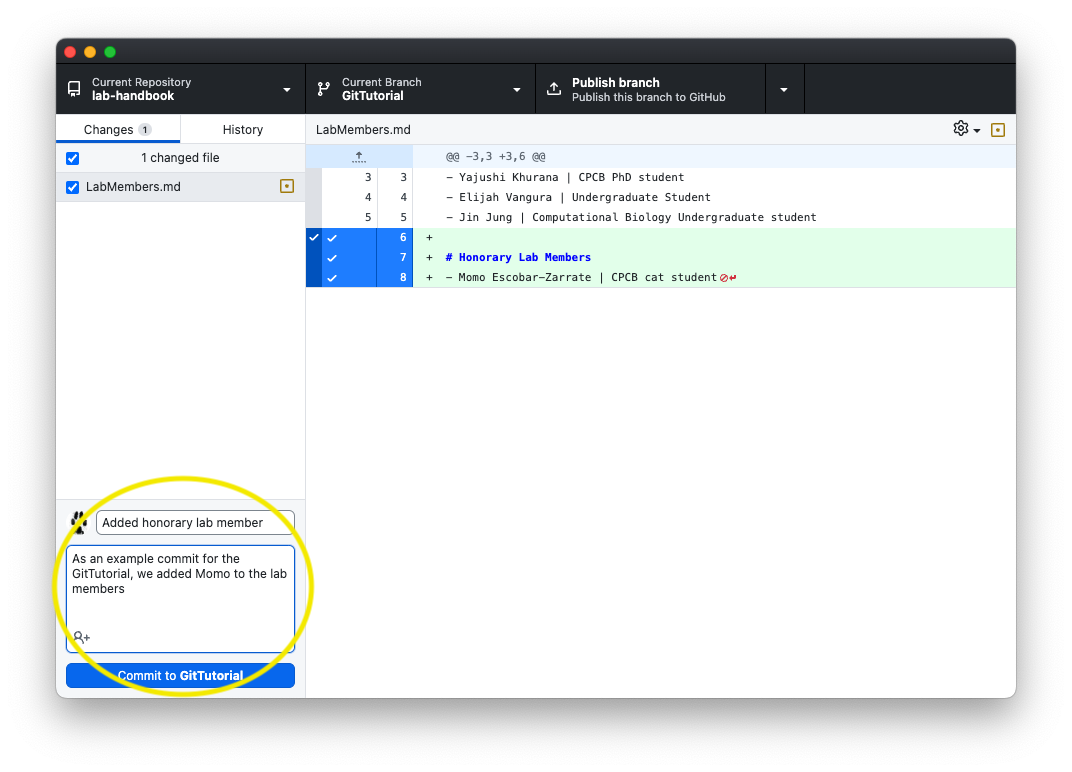 Current Repository
lab-handbook
Current Branch
GitTutorial
Publish branch
Publish this branch to GitHub
Changes 1
History
LabMembers.md
1 changed file
LabMembers.md
@@ -3,3 +3,6 @@
3 3 - Yajushi Khurana | CPCB PhD student
4 4 - Elijah Vangura | Undergraduate Student
5 5 - Jin Jung | Computational Biology Undergraduate student
6 +
7 + # Honorary Lab Members
8 + - Momo Escobar-Zarrate | CPCB cat student
Added honorary lab member
As an example commit for the
GitTutorial, we added Momo to the lab
members
Commit to GitTutorial